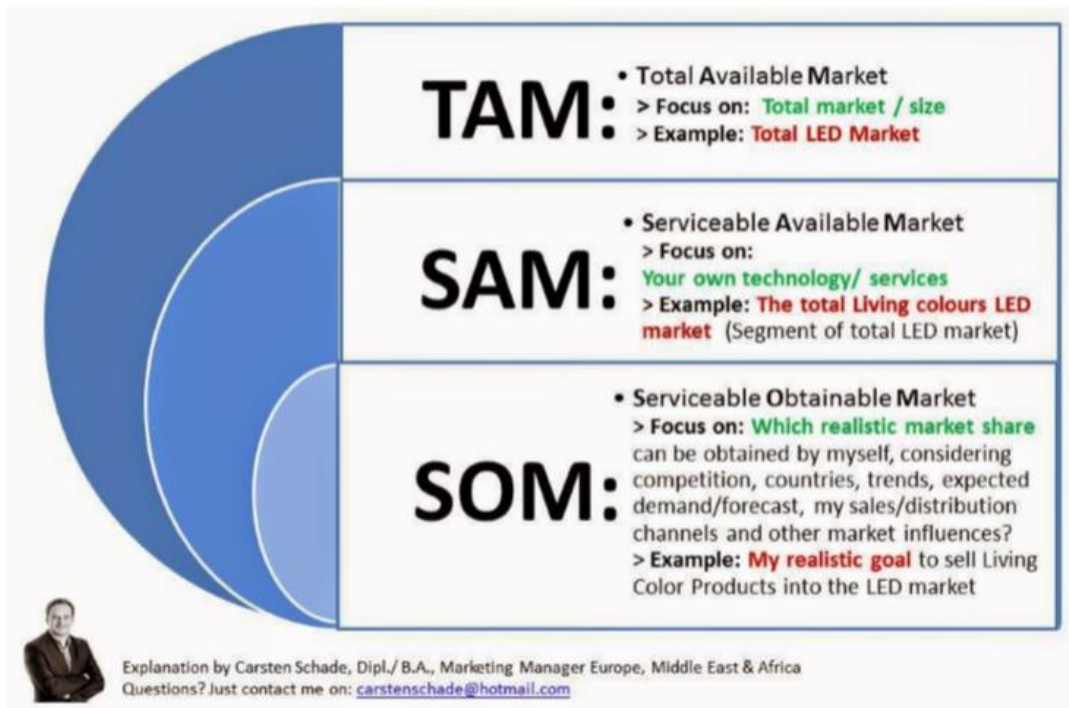 TAM:
• Total Available Market
> Focus on: Total market / size
> Example: Total LED Market
SAM:
• Serviceable Available Market
> Focus on:
Your own technology/ services
> Example: The total Living colours LED
market (Segment of total LED market)
SOM:
• Serviceable Obtainable Market
> Focus on: Which realistic market share
can be obtained by myself, considering
competition, countries, trends, expected
demand/forecast, my sales/distribution
channels and other market influences?
> Example: My realistic goal to sell Living
Color Products into the LED market
Explanation by Carsten Schade, Dipl./ B.A., Marketing Manager Europe, Middle East & Africa
Questions? Just contact me on: carstenschade@hotmail.com